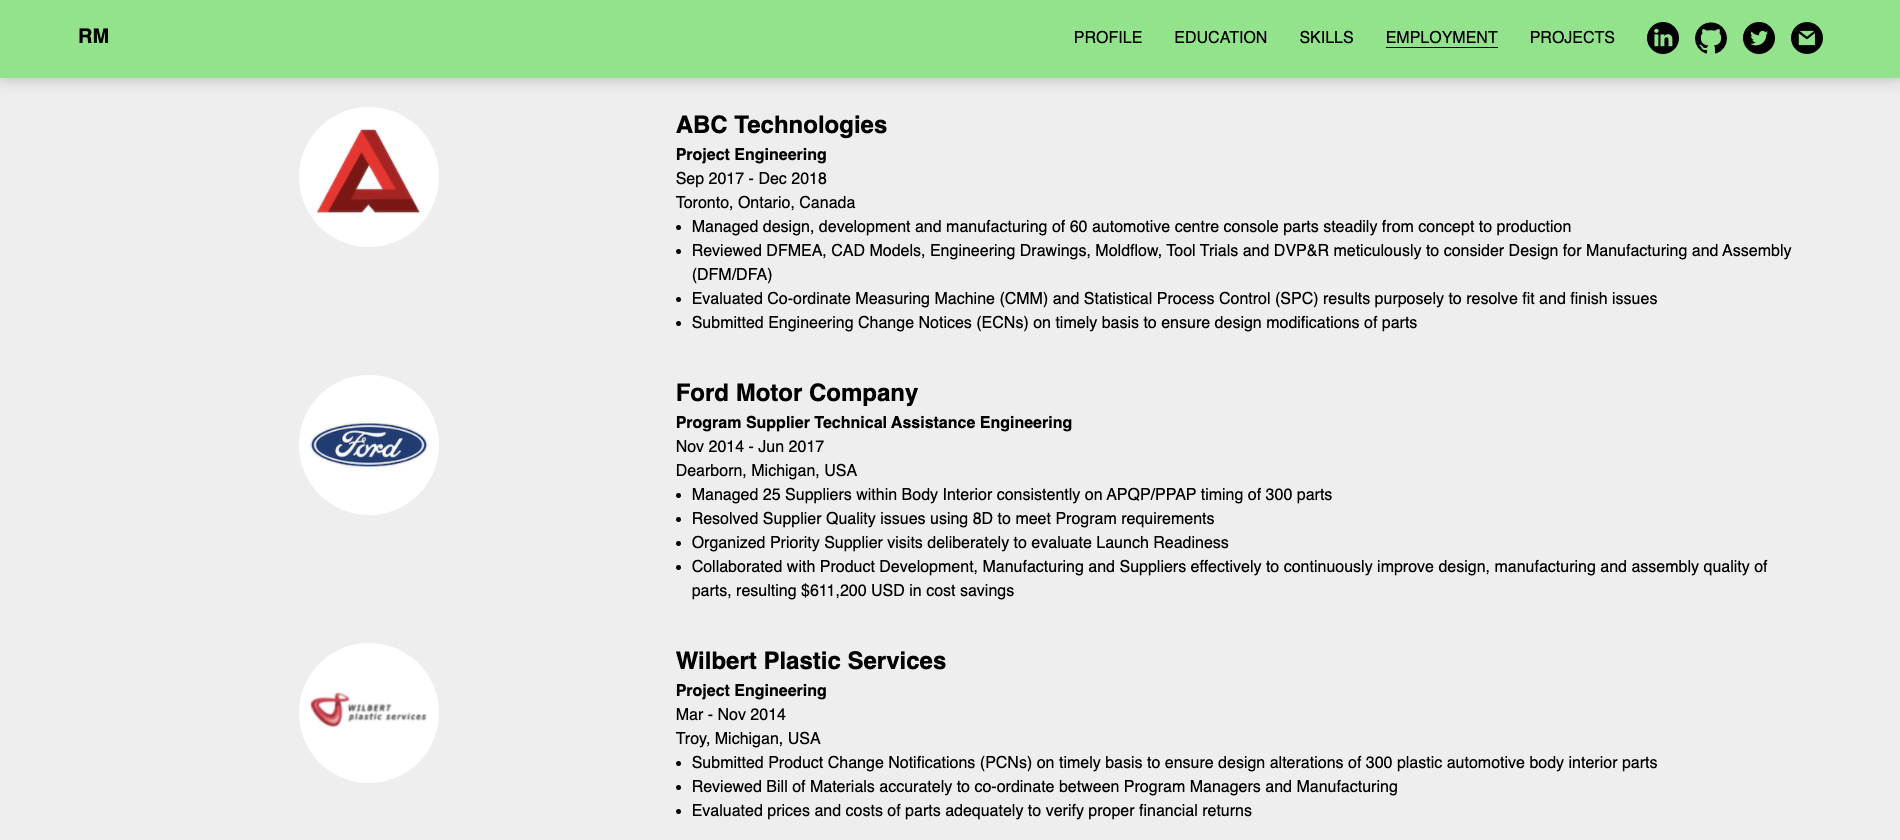 RM
PROFILE EDUCATION SKILLS EMPLOYMENT PROJECTS
ABC Technologies
Project Engineering
Sep 2017 - Dec 2018
Toronto, Ontario, Canada
• Managed design, development and manufacturing of 60 automotive centre console parts steadily from concept to production
• Reviewed DFMEA, CAD Models, Engineering Drawings, Moldflow, Tool Trials and DVP&R meticulously to consider Design for Manufacturing and Assembly
(DFM/DFA)
• Evaluated Co-ordinate Measuring Machine (CMM) and Statistical Process Control (SPC) results purposely to resolve fit and finish issues
• Submitted Engineering Change Notices (ECNs) on timely basis to ensure design modifications of parts
Ford
Ford Motor Company
Program Supplier Technical Assistance Engineering
Nov 2014 - Jun 2017
Dearborn, Michigan, USA
• Managed 25 Suppliers within Body Interior consistently on APQP/PPAP timing of 300 parts
• Resolved Supplier Quality issues using 8D to meet Program requirements
• Organized Priority Supplier visits deliberately to evaluate Launch Readiness
• Collaborated with Product Development, Manufacturing and Suppliers effectively to continuously improve design, manufacturing and assembly quality of
parts, resulting $611,200 USD in cost savings
WILBERT
plastic services
Wilbert Plastic Services
Project Engineering
Mar - Nov 2014
Troy, Michigan, USA
• Submitted Product Change Notifications (PCNs) on timely basis to ensure design alterations of 300 plastic automotive body interior parts
• Reviewed Bill of Materials accurately to co-ordinate between Program Managers and Manufacturing
• Evaluated prices and costs of parts adequately to verify proper financial returns